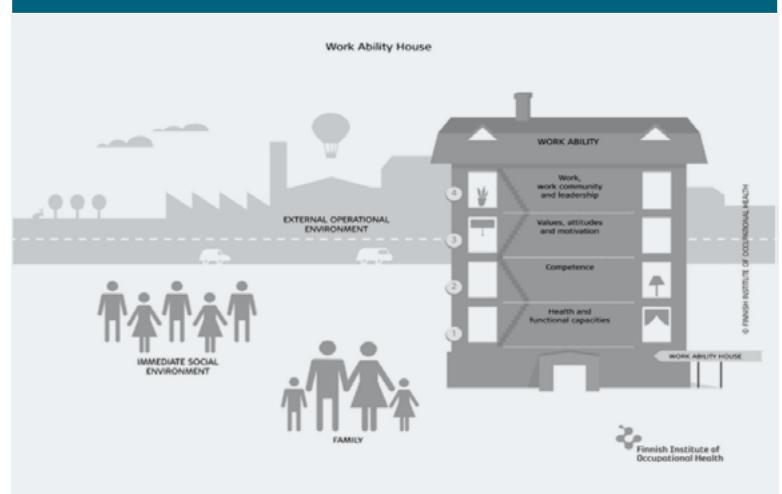 Work Ability House
WORK ABILITY
4
Work,
work community
and leadership
EXTERNAL OPERATIONAL
ENVIRONMENT
3
Values, attitudes
and motivation
2
Competence
1
Health and
functional capacities
© FINNISH INSTITUTE OF OCCUPATIONAL HEALTH
WORK ABILITY HOUSE
IMMEDIATE SOCIAL
ENVIRONMENT
FAMILY
Finnish Institute of
Occupational Health